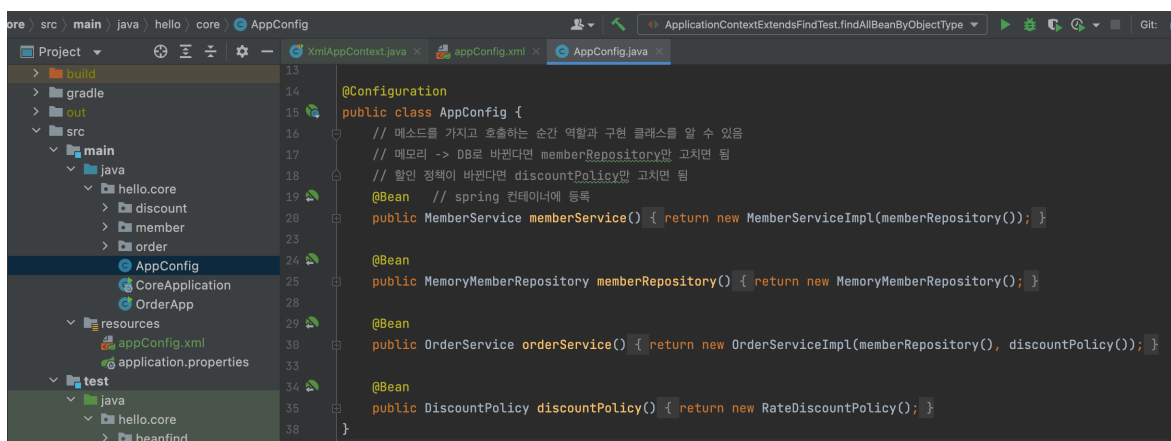 ore › src › main › java › hello › core › AppConfig
ApplicationContextExtendsFindTest.findAllBeanByObjectType
Git:
Project
XmlAppContext.java
appConfig.xml
AppConfig.java
build
gradle
out
src
main
java
hello.core
discount
member
order
AppConfig
CoreApplication
OrderApp
resources
appConfig.xml
application.properties
test
java
hello.core
beanfind
13
14 @Configuration
15 public class AppConfig {
16 // 메소드를 가지고 호출하는 순간 역할과 구현 클래스를 알 수 있음
17 // 메모리 -> DB로 바뀐다면 memberRepository만 고치면 됨
18 // 할인 정책이 바뀐다면 discountPolicy만 고치면 됨
19 @Bean // spring 컨테이너에 등록
20 public MemberService memberService() { return new MemberServiceImpl(memberRepository()); }
23
24 @Bean
25 public MemoryMemberRepository memberRepository() { return new MemoryMemberRepository(); }
28
29 @Bean
30 public OrderService orderService() { return new OrderServiceImpl(memberRepository(), discountPolicy()); }
33
34 @Bean
35 public DiscountPolicy discountPolicy() { return new RateDiscountPolicy(); }
38 }